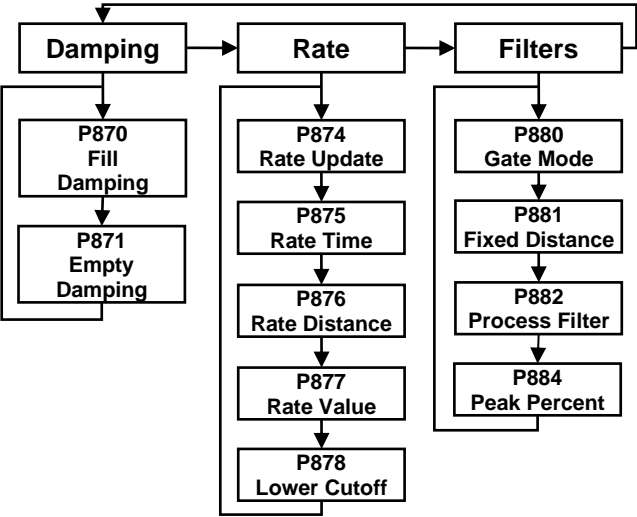 Damping
Rate
Filters
P870
Fill
Damping
P871
Empty
Damping
P874
Rate Update
P875
Rate Time
P876
Rate Distance
P877
Rate Value
P878
Lower Cutoff
P880
Gate Mode
P881
Fixed Distance
P882
Process Filter
P884
Peak Percent